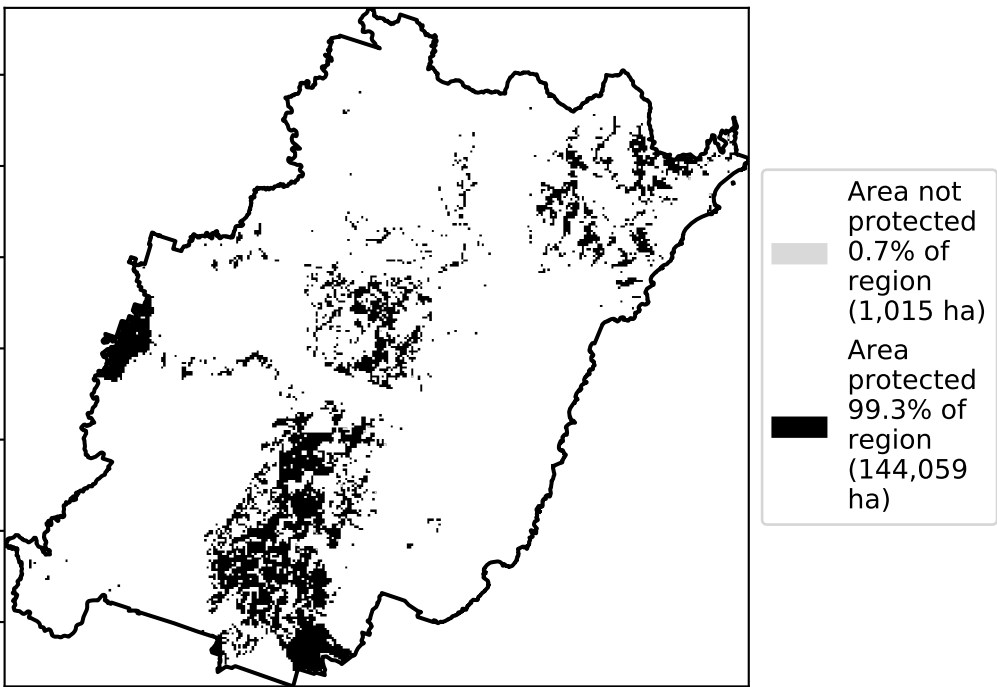 Area not
protected
0.7% of
region
(1,015 ha)
Area
protected
99.3% of
region
(144,059
ha)